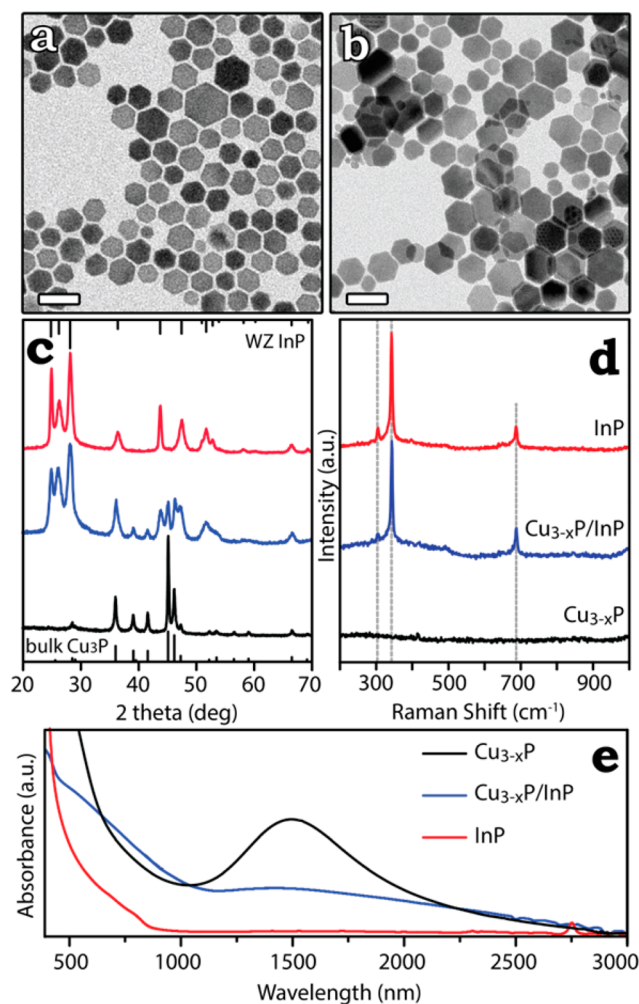 a
b
c
WZ InP
bulk Cu₃P
20 30 40 50 60 70
2 theta (deg)
d
InP
Cu₃₋ₓP/InP
Cu₃₋ₓP
Intensity (a.u.)
300 500 700 900
Raman Shift (cm⁻¹)
e
Cu₃₋ₓP
Cu₃₋ₓP/InP
InP
Absorbance (a.u.)
500 1000 1500 2000 2500 3000
Wavelength (nm)